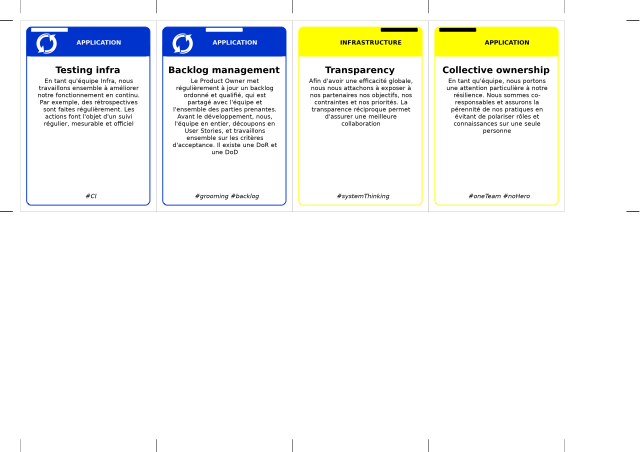 APPLICATION
Testing infra
En tant qu'équipe Infra, nous
travaillons ensemble à améliorer
notre fonctionnement en continu.
Par exemple, des rétrospectives
sont faites régulièrement. Les
actions font l'objet d'un suivi
régulier, mesurable et officiel
#CI
APPLICATION
Backlog management
Le Product Owner met
régulièrement à jour un backlog
ordonné et qualifié, qui est
partagé avec l'équipe et
l'ensemble des parties prenantes.
Avant le développement, nous,
l'équipe en entier, découpons en
User Stories, et travaillons
ensemble sur les critères
d'acceptance. Il existe une DoR et
une DoD
#grooming #backlog
INFRASTRUCTURE
Transparency
Afin d'avoir une efficacité globale,
nous nous attachons à exposer à
nos partenaires nos objectifs, nos
contraintes et nos priorités. La
transparence réciproque permet
d'assurer une meilleure
collaboration
#systemThinking
APPLICATION
Collective ownership
En tant qu'équipe, nous portons
une attention particulière à notre
résilience. Nous sommes co-
responsables et assurons la
pérennité de nos pratiques en
évitant de polariser rôles et
connaissances sur une seule
personne
#oneTeam #noHero